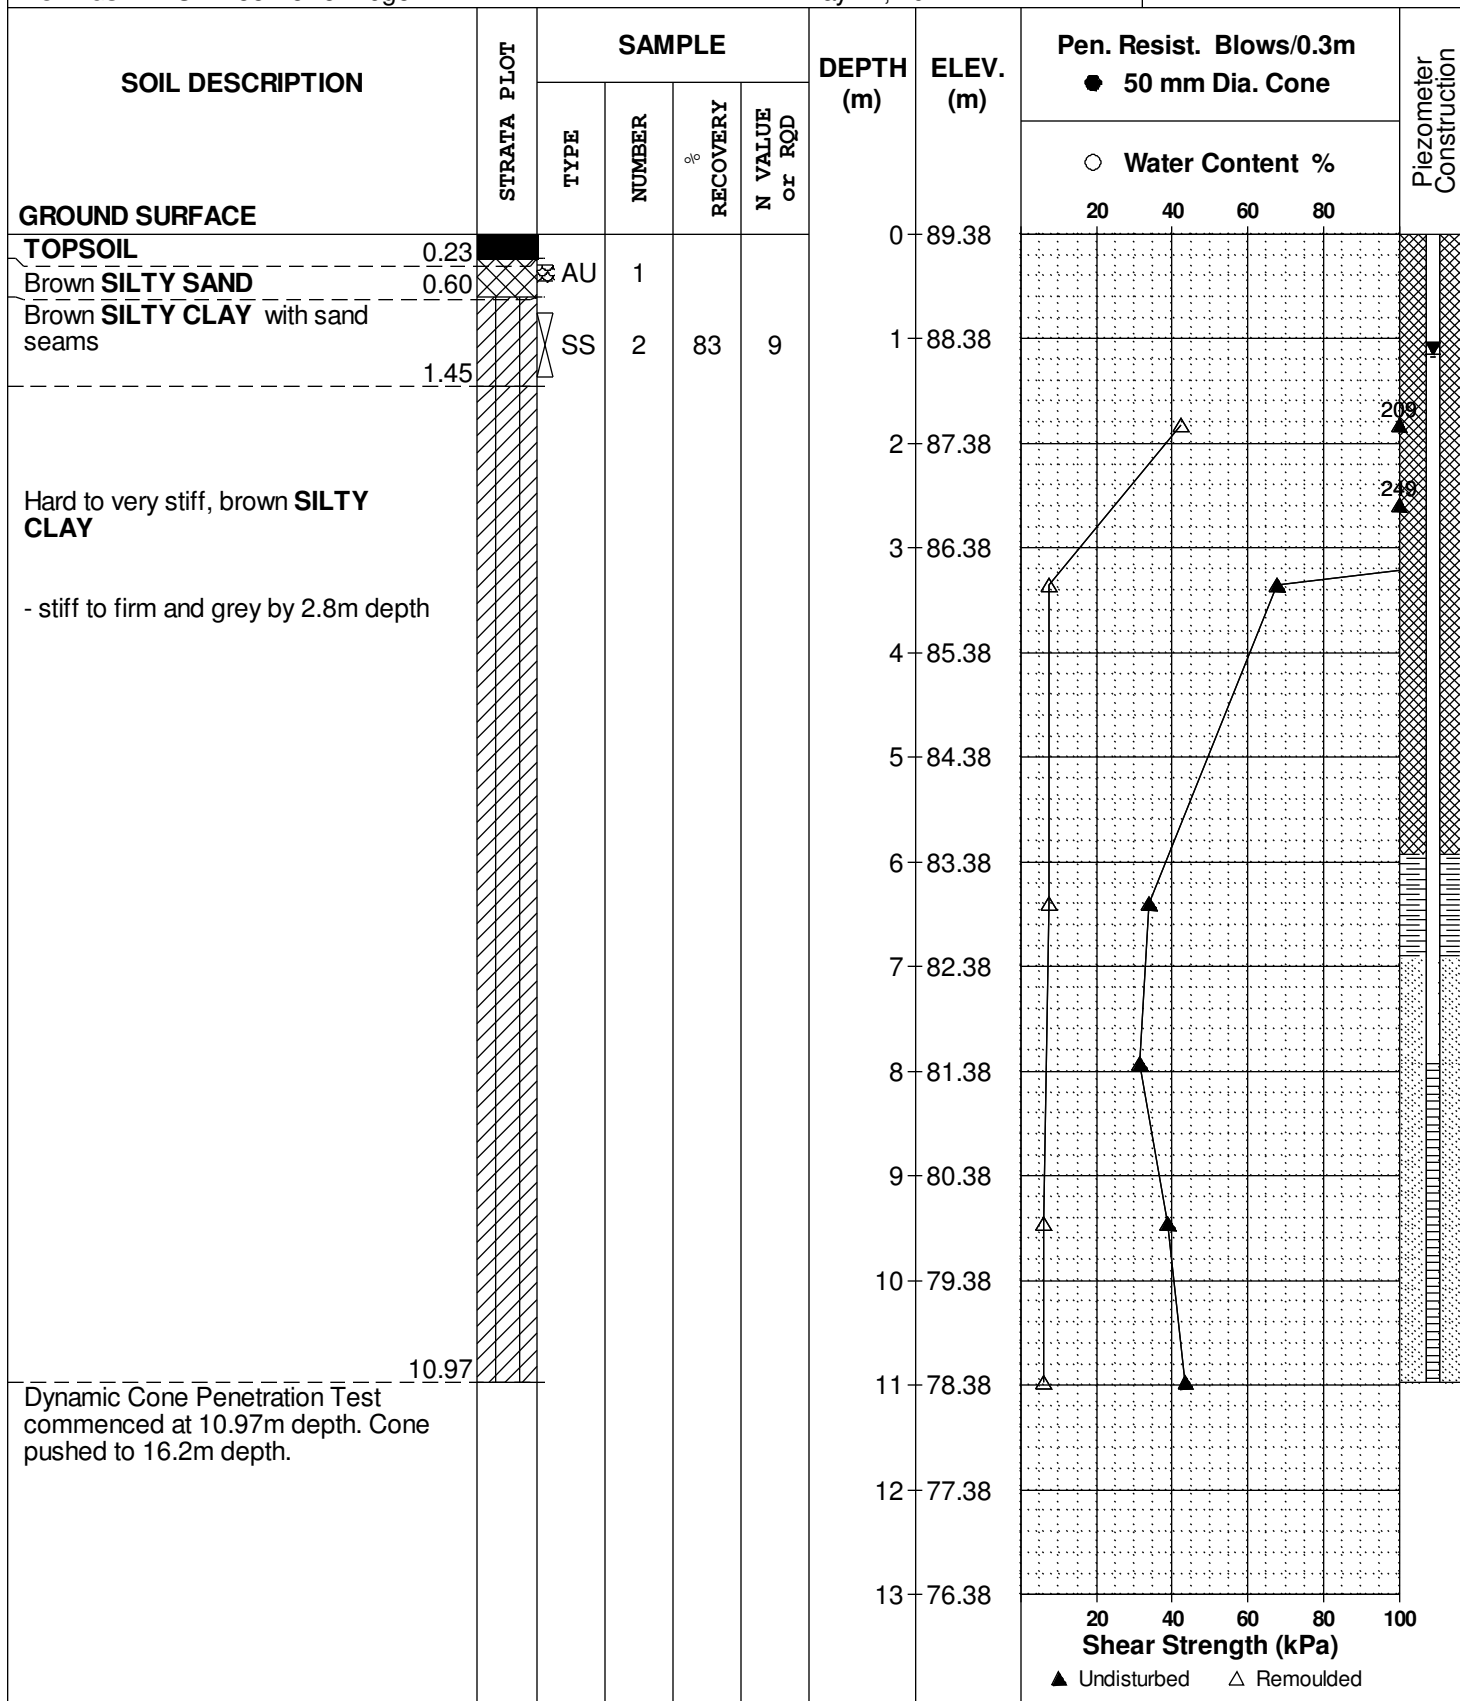 SOIL DESCRIPTION
GROUND SURFACE
STRATA PLOT
SAMPLE
TYPE
NUMBER
% RECOVERY
N VALUE or RQD
DEPTH (m)
ELEV. (m)
Pen. Resist. Blows/0.3m
● 50 mm Dia. Cone
○ Water Content %
20 40 60 80
Piezometer Construction
TOPSOIL 0.23
Brown SILTY SAND 0.60
Brown SILTY CLAY with sand
seams
1.45
Hard to very stiff, brown SILTY
CLAY
- stiff to firm and grey by 2.8m depth
10.97
Dynamic Cone Penetration Test
commenced at 10.97m depth. Cone
pushed to 16.2m depth.
AU 1
SS 2 83 9
0 89.38
1 88.38
2 87.38
3 86.38
4 85.38
5 84.38
6 83.38
7 82.38
8 81.38
9 80.38
10 79.38
11 78.38
12 77.38
13 76.38
209
249
20 40 60 80 100
Shear Strength (kPa)
▲ Undisturbed △ Remoulded